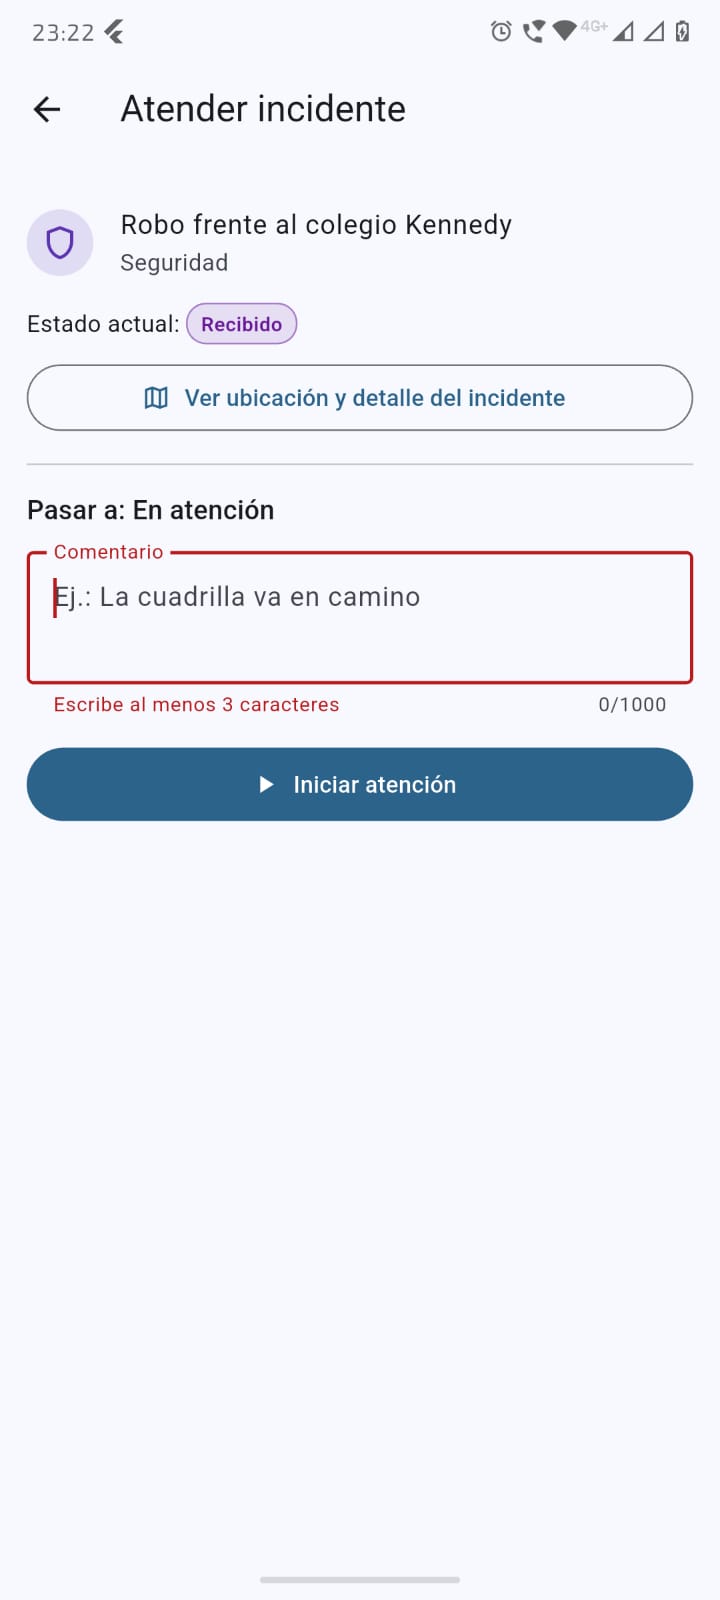 23:22
4G+
Atender incidente
Robo frente al colegio Kennedy
Seguridad
Estado actual: Recibido
Ver ubicación y detalle del incidente
Pasar a: En atención
Comentario
Ej.: La cuadrilla va en camino
Escribe al menos 3 caracteres 0/1000
Iniciar atención